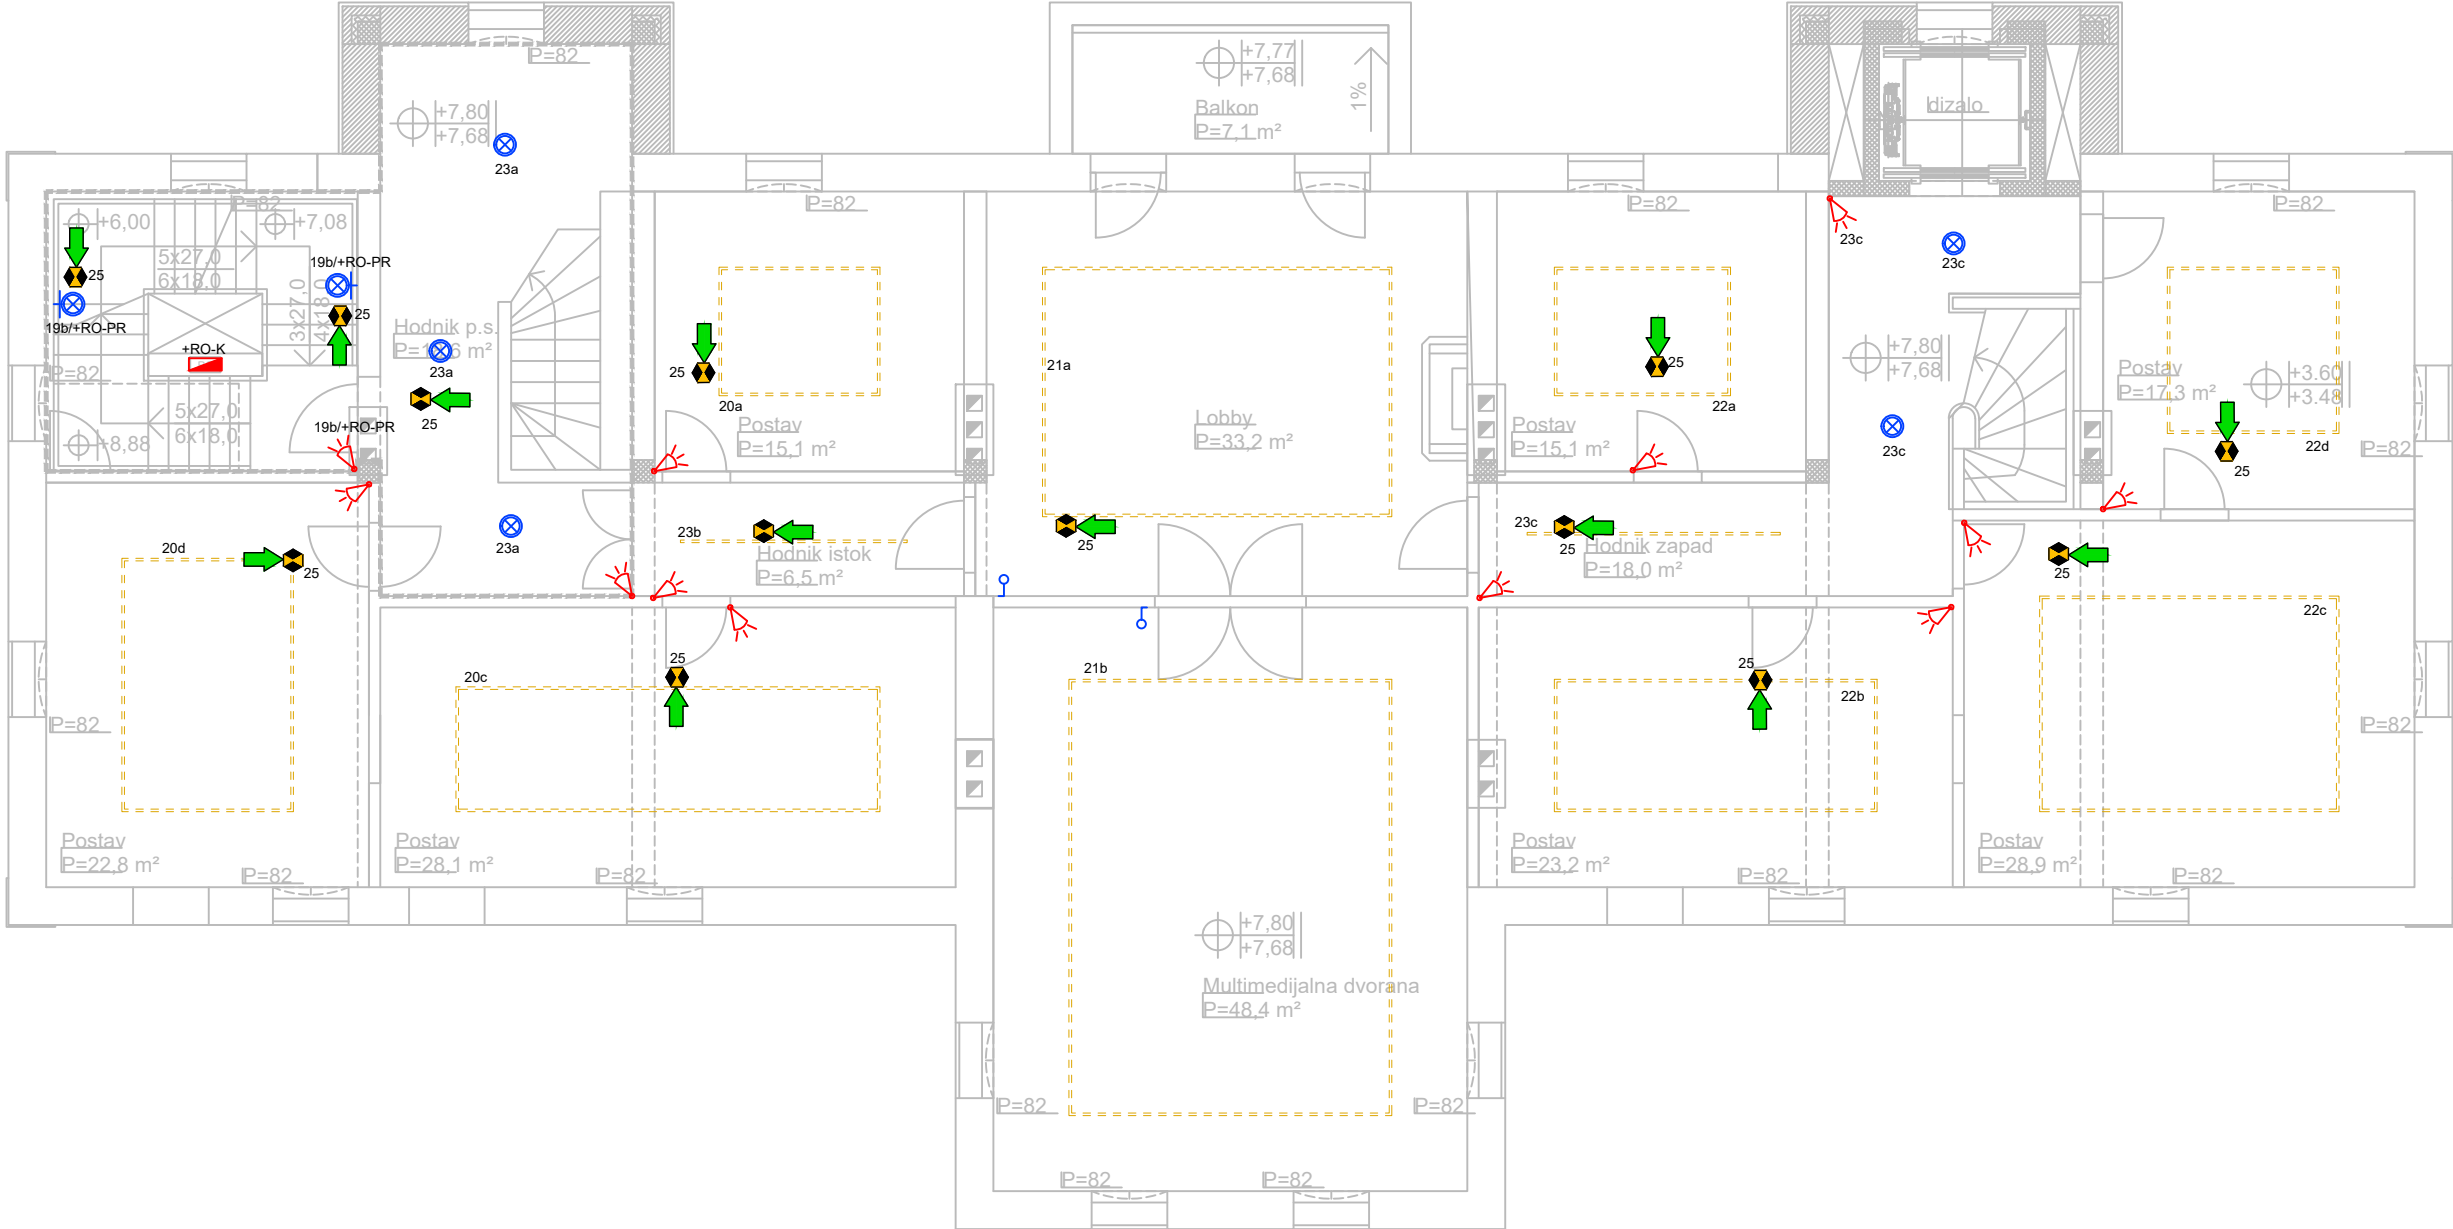 P=82
+7,77
+7,68
1%
Balkon
P=7,1 m²
dizalo
+7,80
+7,68
23a
P=82
+6,00
+7,08
P=82
P=82
P=82
23c
23c
25
5x27,0
6x18,0
19b/+RO-PR
25
3x27,0
4x18,0
19b/+RO-PR
+RO-K
Hodnik p.s.
23a
P=82
21a
25
25
+7,80
+7,68
Postav
P=17,3 m²
+3.60
+3.48
20a
22a
5x27,0
6x18,0
+8,88
19b/+RO-PR
25
Postav
P=15,1 m²
Lobby
P=33,2 m²
Postav
P=15,1 m²
23c
22d
P=82
25
20d
25
23a
23b
Hodnik istok
P=6,5 m²
25
23c
25
Hodnik zapad
P=18,0 m²
25
22c
25
20c
21b
25
22b
P=82
P=82
Postav
P=22,8 m²
P=82
Postav
P=28,1 m²
P=82
Postav
P=23,2 m²
P=82
Postav
P=28,9 m²
P=82
+7,80
+7,68
Multimedijalna dvorana
P=48,4 m²
P=82
P=82
P=82
P=82